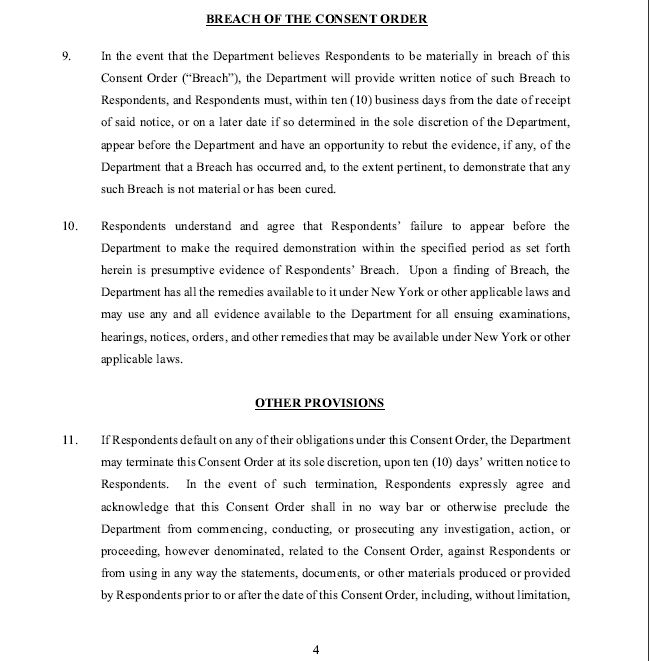 BREACH OF THE CONSENT ORDER
9. In the event that the Department believes Respondents to be materially in breach of this
Consent Order (“Breach”), the Department will provide written notice of such Breach to
Respondents, and Respondents must, within ten (10) business days from the date of receipt
of said notice, or on a later date if so determined in the sole discretion of the Department,
appear before the Department and have an opportunity to rebut the evidence, if any, of the
Department that a Breach has occurred and, to the extent pertinent, to demonstrate that any
such Breach is not material or has been cured.
10. Respondents understand and agree that Respondents’ failure to appear before the
Department to make the required demonstration within the specified period as set forth
herein is presumptive evidence of Respondents’ Breach. Upon a finding of Breach, the
Department has all the remedies available to it under New York or other applicable laws and
may use any and all evidence available to the Department for all ensuing examinations,
hearings, notices, orders, and other remedies that may be available under New York or other
applicable laws.
OTHER PROVISIONS
11. If Respondents default on any of their obligations under this Consent Order, the Department
may terminate this Consent Order at its sole discretion, upon ten (10) days’ written notice to
Respondents. In the event of such termination, Respondents expressly agree and
acknowledge that this Consent Order shall in no way bar or otherwise preclude the
Department from commencing, conducting, or prosecuting any investigation, action, or
proceeding, however denominated, related to the Consent Order, against Respondents or
from using in any way the statements, documents, or other materials produced or provided
by Respondents prior to or after the date of this Consent Order, including, without limitation,
4